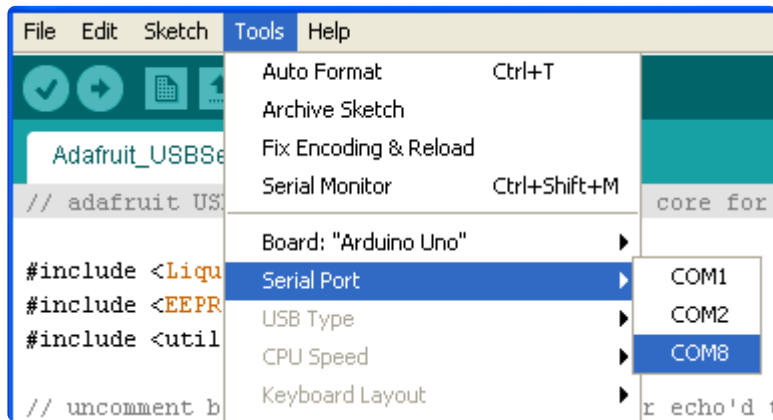 File Edit Sketch Tools Help
Auto Format Ctrl+T
Archive Sketch
Adafruit_USBSe Fix Encoding & Reload
Serial Monitor Ctrl+Shift+M
// adafruit US core for
Board: "Arduino Uno"
#include <Liqu Serial Port COM1
#include <EEPR USB Type COM2
#include <util CPU Speed COM8
Keyboard Layout
// uncomment b r echo'd t